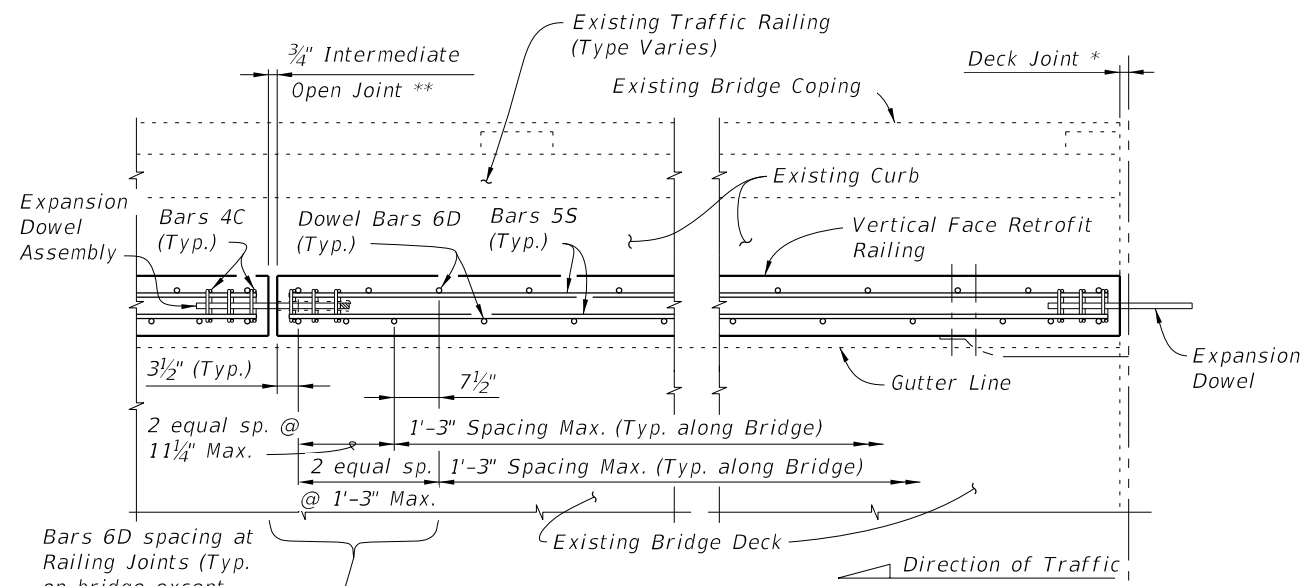 Existing Traffic Railing
(Type Varies)
¾" Intermediate
Open Joint **
Deck Joint *
Existing Bridge Coping
Existing Curb
Expansion
Dowel
Assembly
Bars 4C
(Typ.)
Dowel Bars 6D
(Typ.)
Bars 5S
(Typ.)
Vertical Face Retrofit
Railing
3½" (Typ.)
7½"
Gutter Line
Expansion
Dowel
2 equal sp. @
11¼" Max.
1'-3" Spacing Max. (Typ. along Bridge)
2 equal sp.
@ 1'-3" Max.
1'-3" Spacing Max. (Typ. along Bridge)
Bars 6D spacing at
Railing Joints (Typ.
on bridge except
Existing Bridge Deck
Direction of Traffic